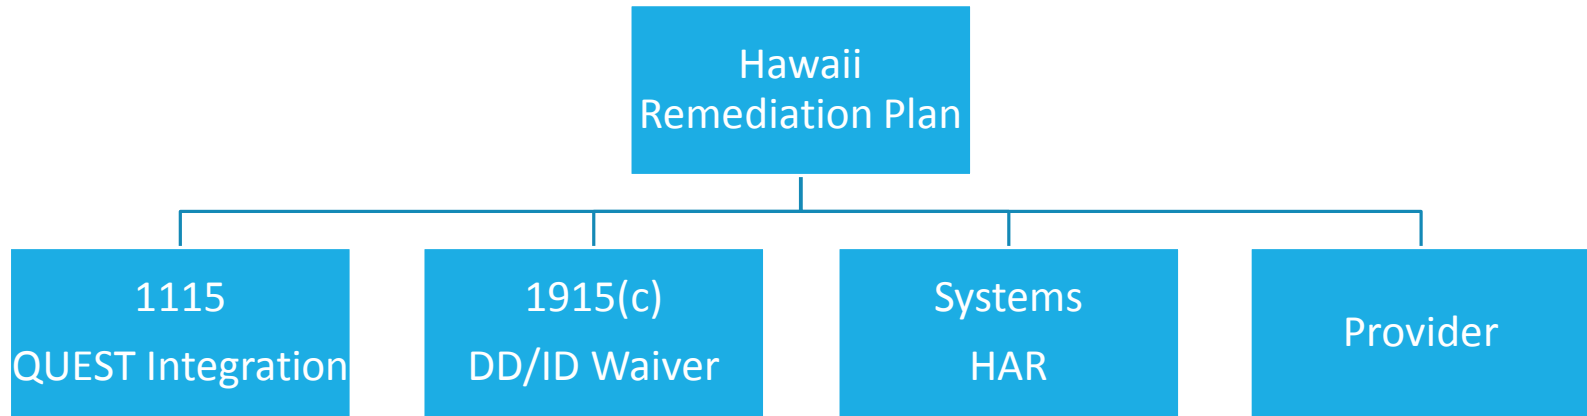 Hawaii
Remediation Plan
1115
QUEST Integration
1915(c)
DD/ID Waiver
Systems
HAR
Provider